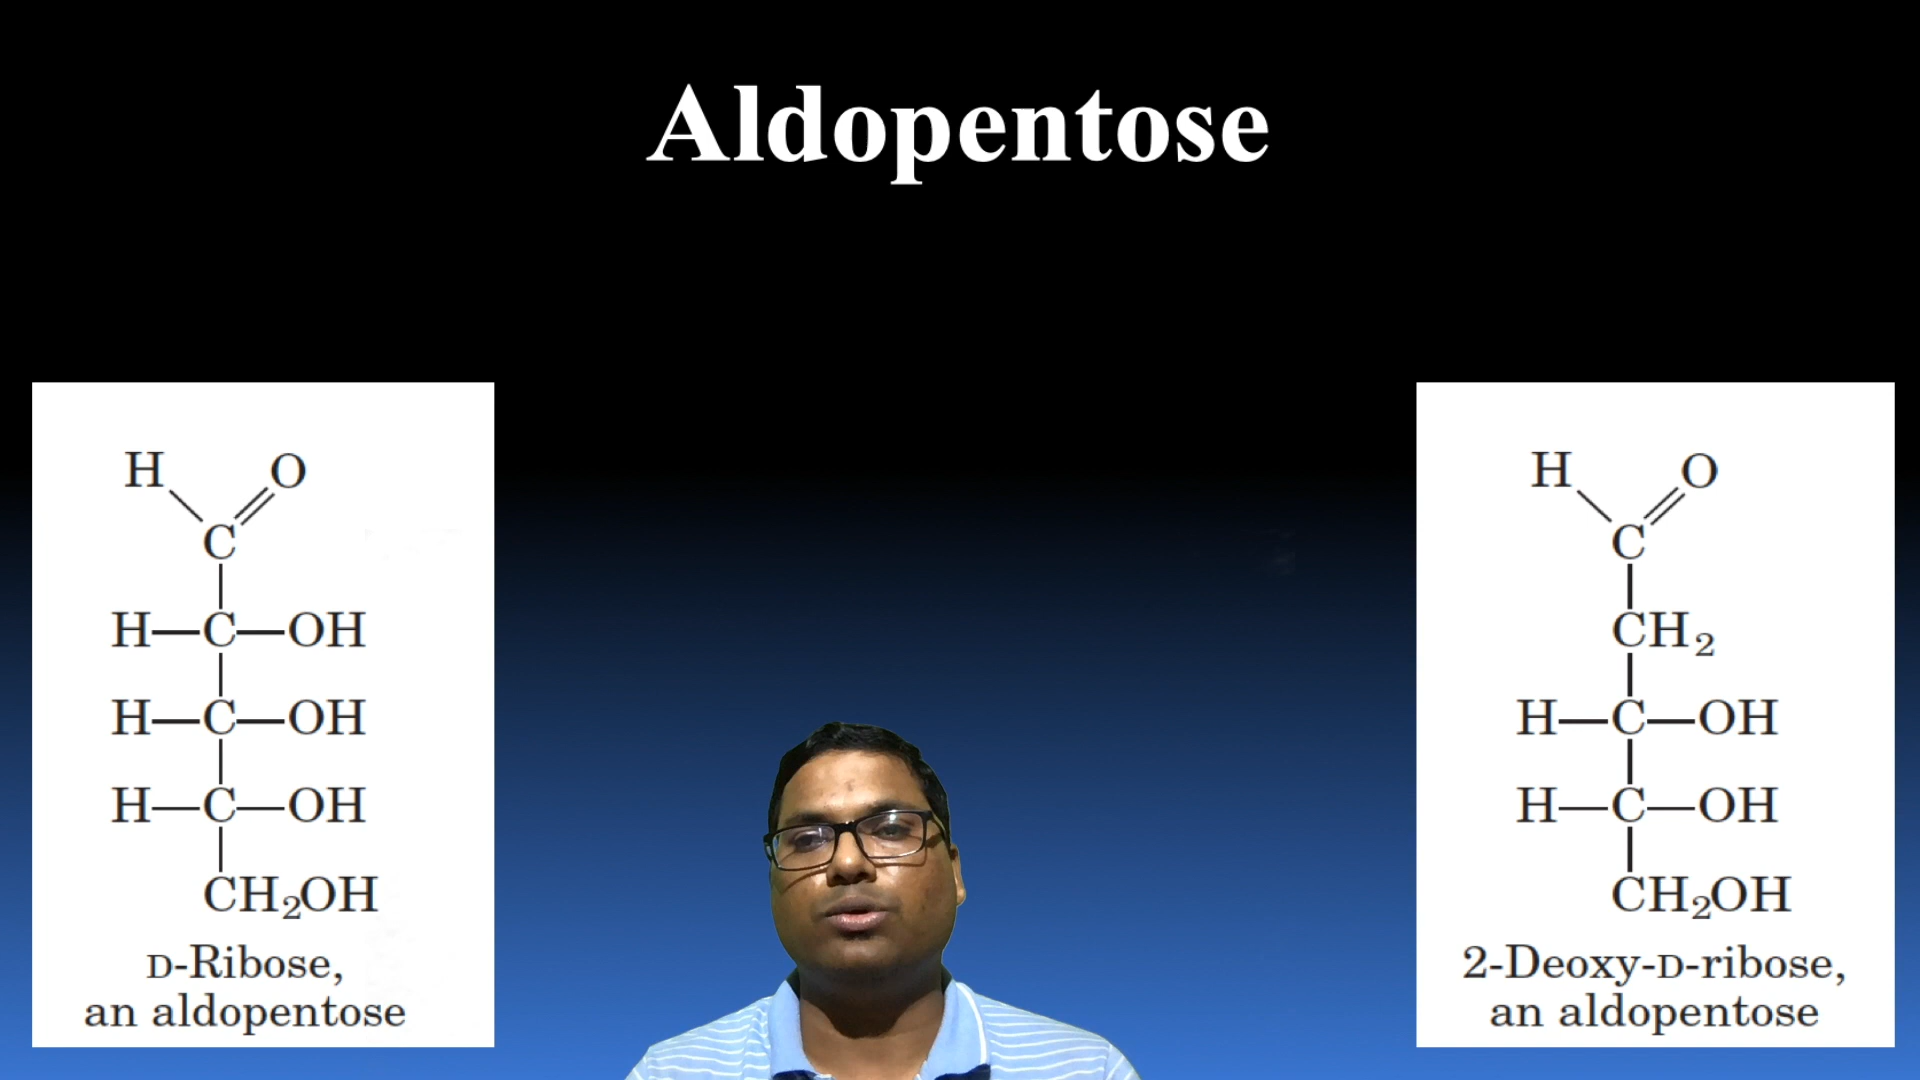 Aldopentose
H O
C
H—C—OH
H—C—OH
H—C—OH
CH₂OH
D-Ribose,
an aldopentose
H O
C
CH₂
H—C—OH
H—C—OH
CH₂OH
2-Deoxy-D-ribose,
an aldopentose